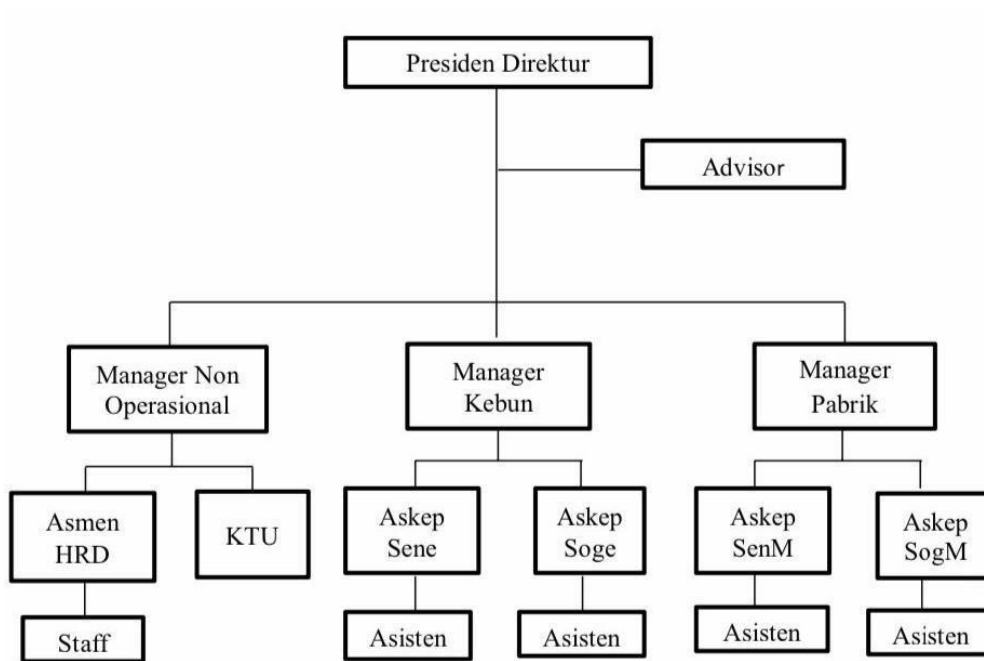 Presiden Direktur
Advisor
Manager Non
Operasional
Manager
Kebun
Manager
Pabrik
Asmen
HRD
KTU
Askep
Sene
Askep
Soge
Askep
SenM
Askep
SogM
Staff
Asisten
Asisten
Asisten
Asisten